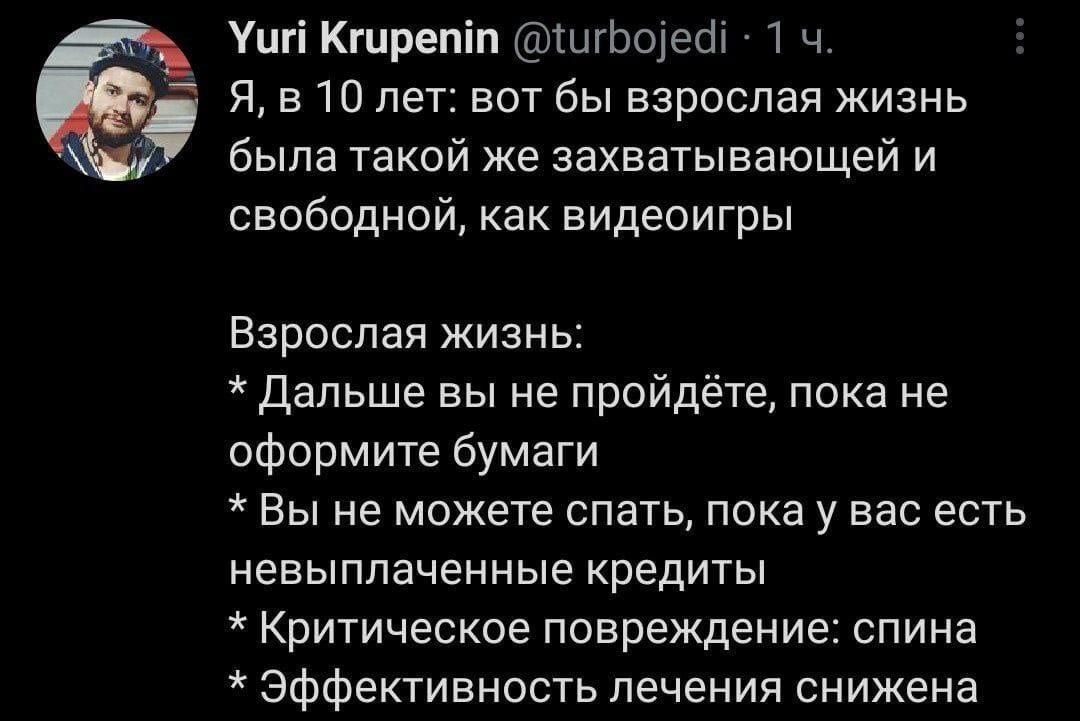 Yuri Krupenin @turbojedi · 1 ч.
Я, в 10 лет: вот бы взрослая жизнь
была такой же захватывающей и
свободной, как видеоигры
Взрослая жизнь:
* Дальше вы не пройдёте, пока не
оформите бумаги
* Вы не можете спать, пока у вас есть
невыплаченные кредиты
* Критическое повреждение: спина
* Эффективность лечения снижена